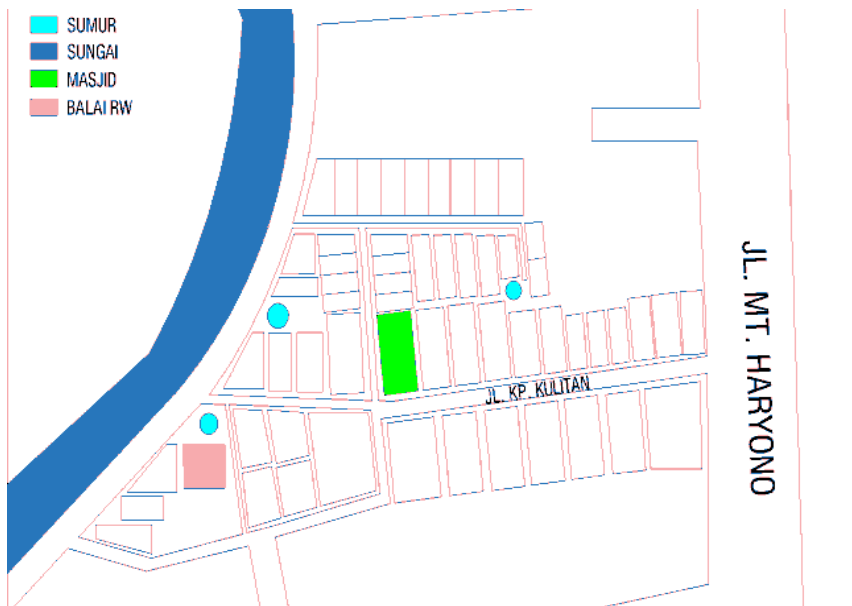 SUMUR
SUNGAI
MASJID
BALAI RW
JL. MT. HARYONO
JL. KP. KULITAN